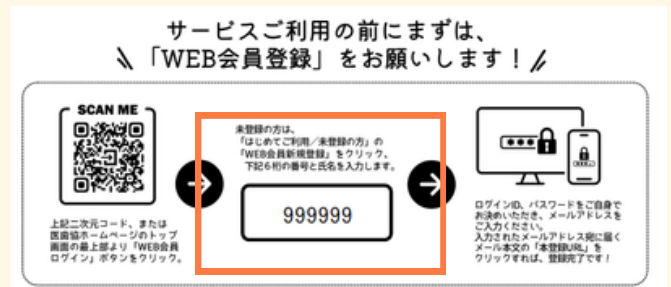 サービスご利用の前にまずは、
「WEB会員登録」をお願いします！
SCAN ME
上記二次元コード、または
医歯協ホームページのトップ
画面の最上部より「WEB会員
ログイン」ボタンをクリック。
未登録の方は、
「はじめてご利用／未登録の方」の
「WEB会員新規登録」をクリック、
下記６桁の番号と氏名を入力します。
999999
ログインID、パスワードをご自身で
お決めいただき、メールアドレスを
ご入力ください。
入力されたメールアドレス宛に届く
メール本文の「本登録URL」を
クリックすれば、登録完了です！